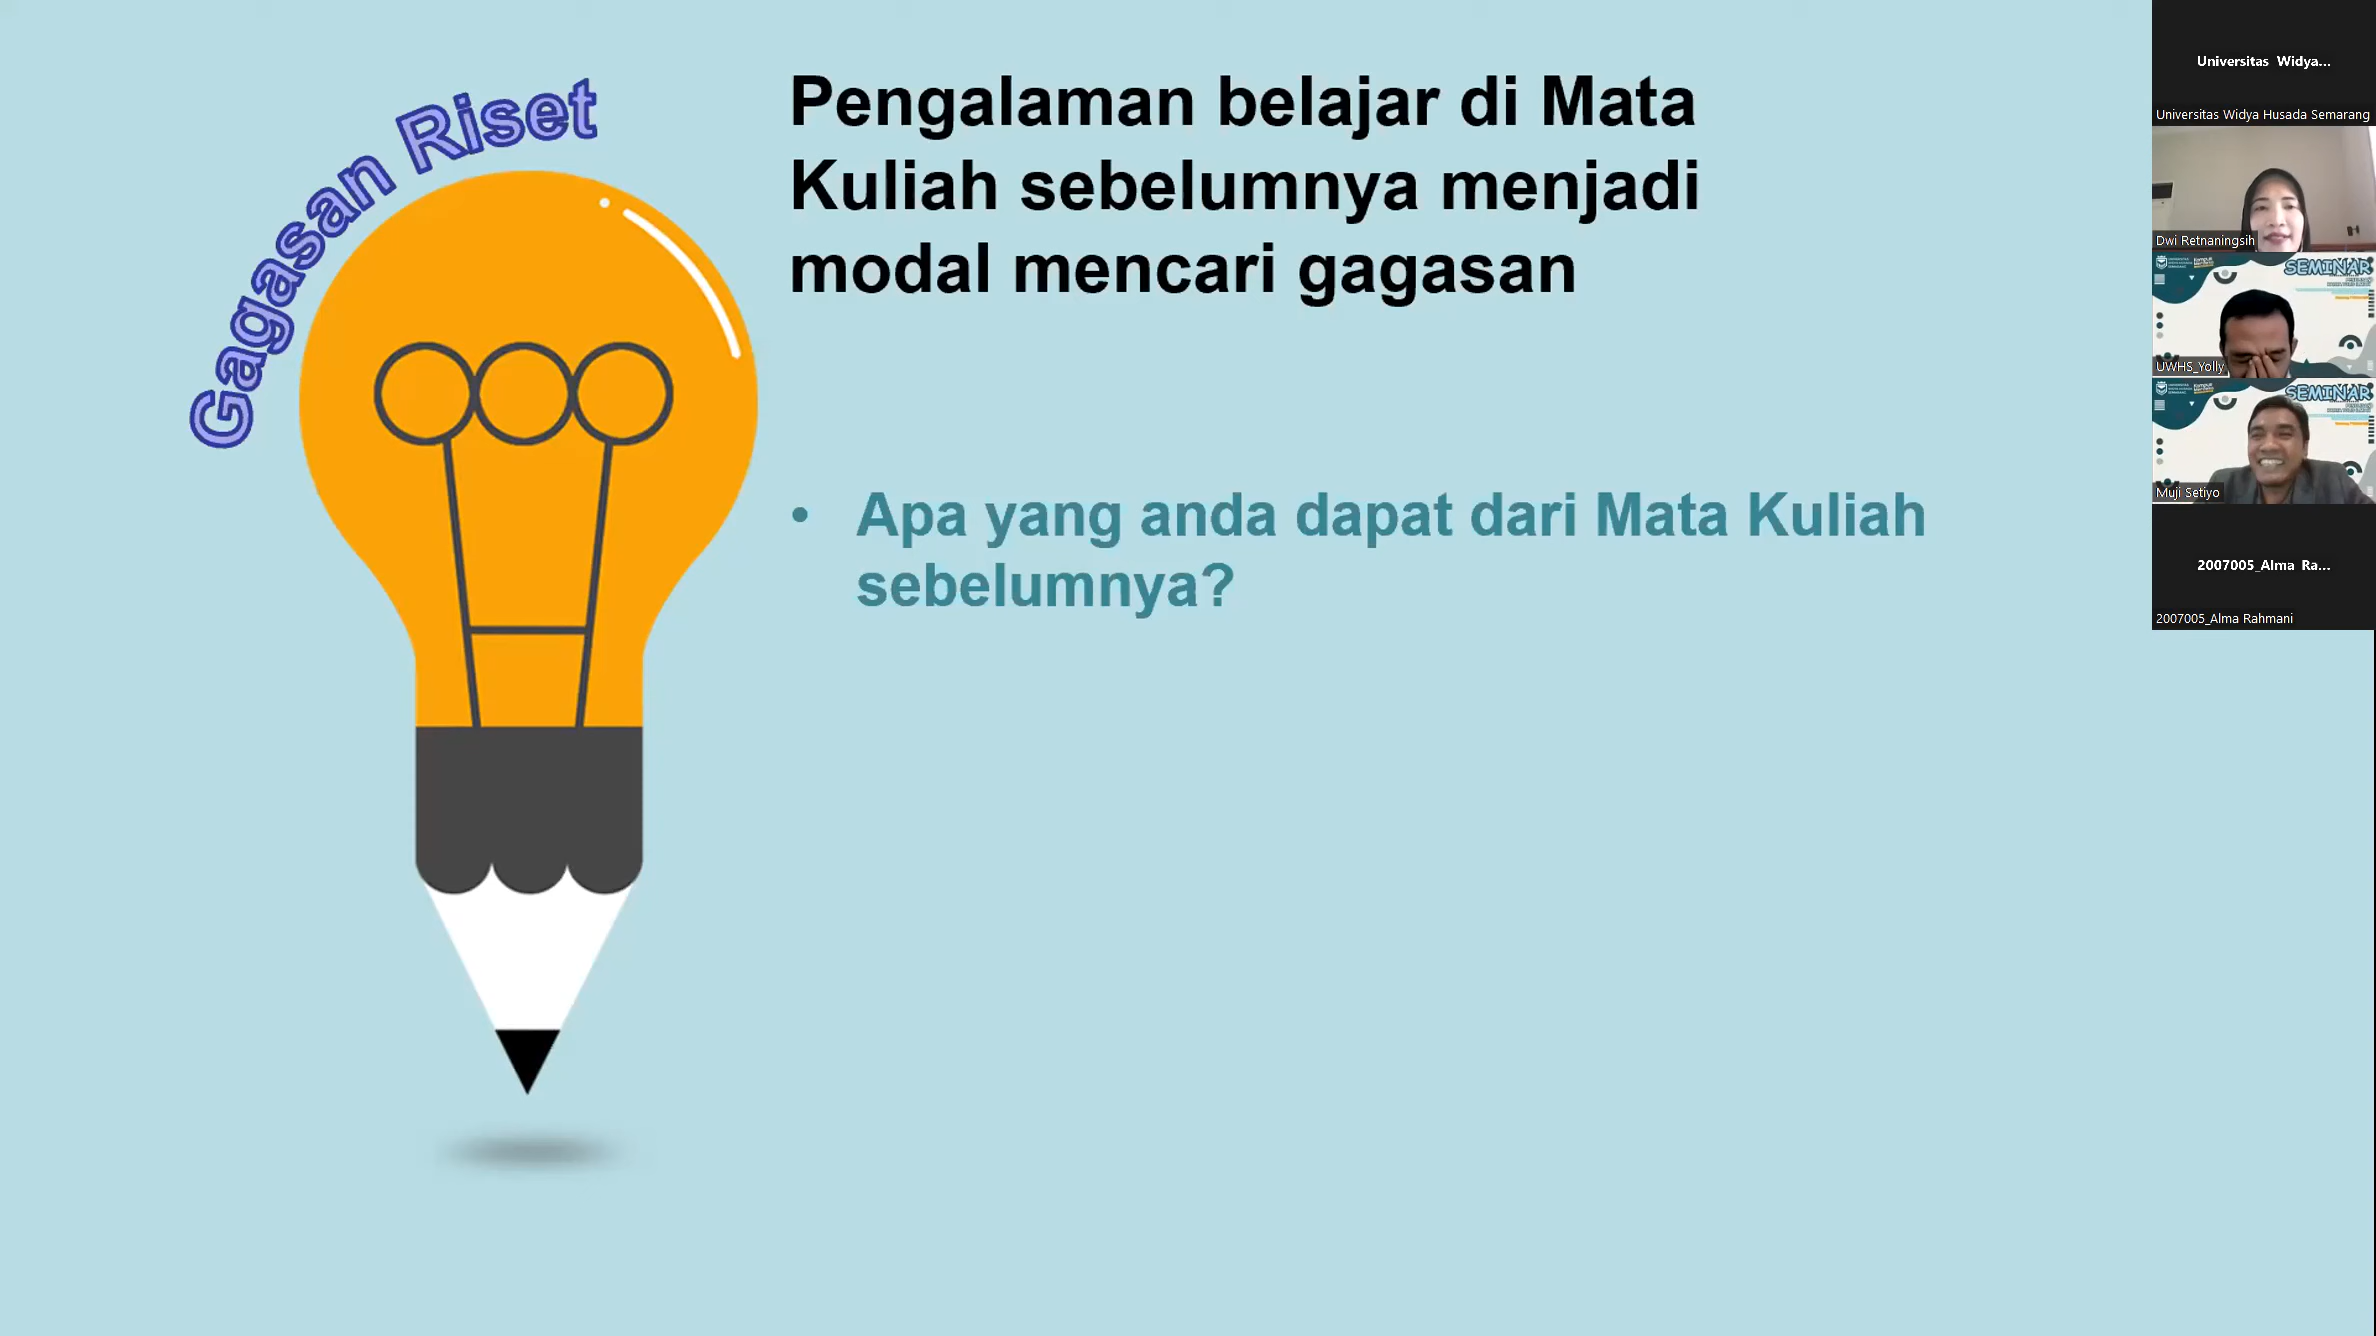 Gagasan Riset
Pengalaman belajar di Mata
Kuliah sebelumnya menjadi
modal mencari gagasan
• Apa yang anda dapat dari Mata Kuliah
sebelumnya?
Universitas Widya...
Universitas Widya Husada Semarang
Dwi Retnaningsih
SEMINAR
UWHS_Yolly
SEMINAR
Muji Setiyo
2007005_Alma Ra...
2007005_Alma Rahmani